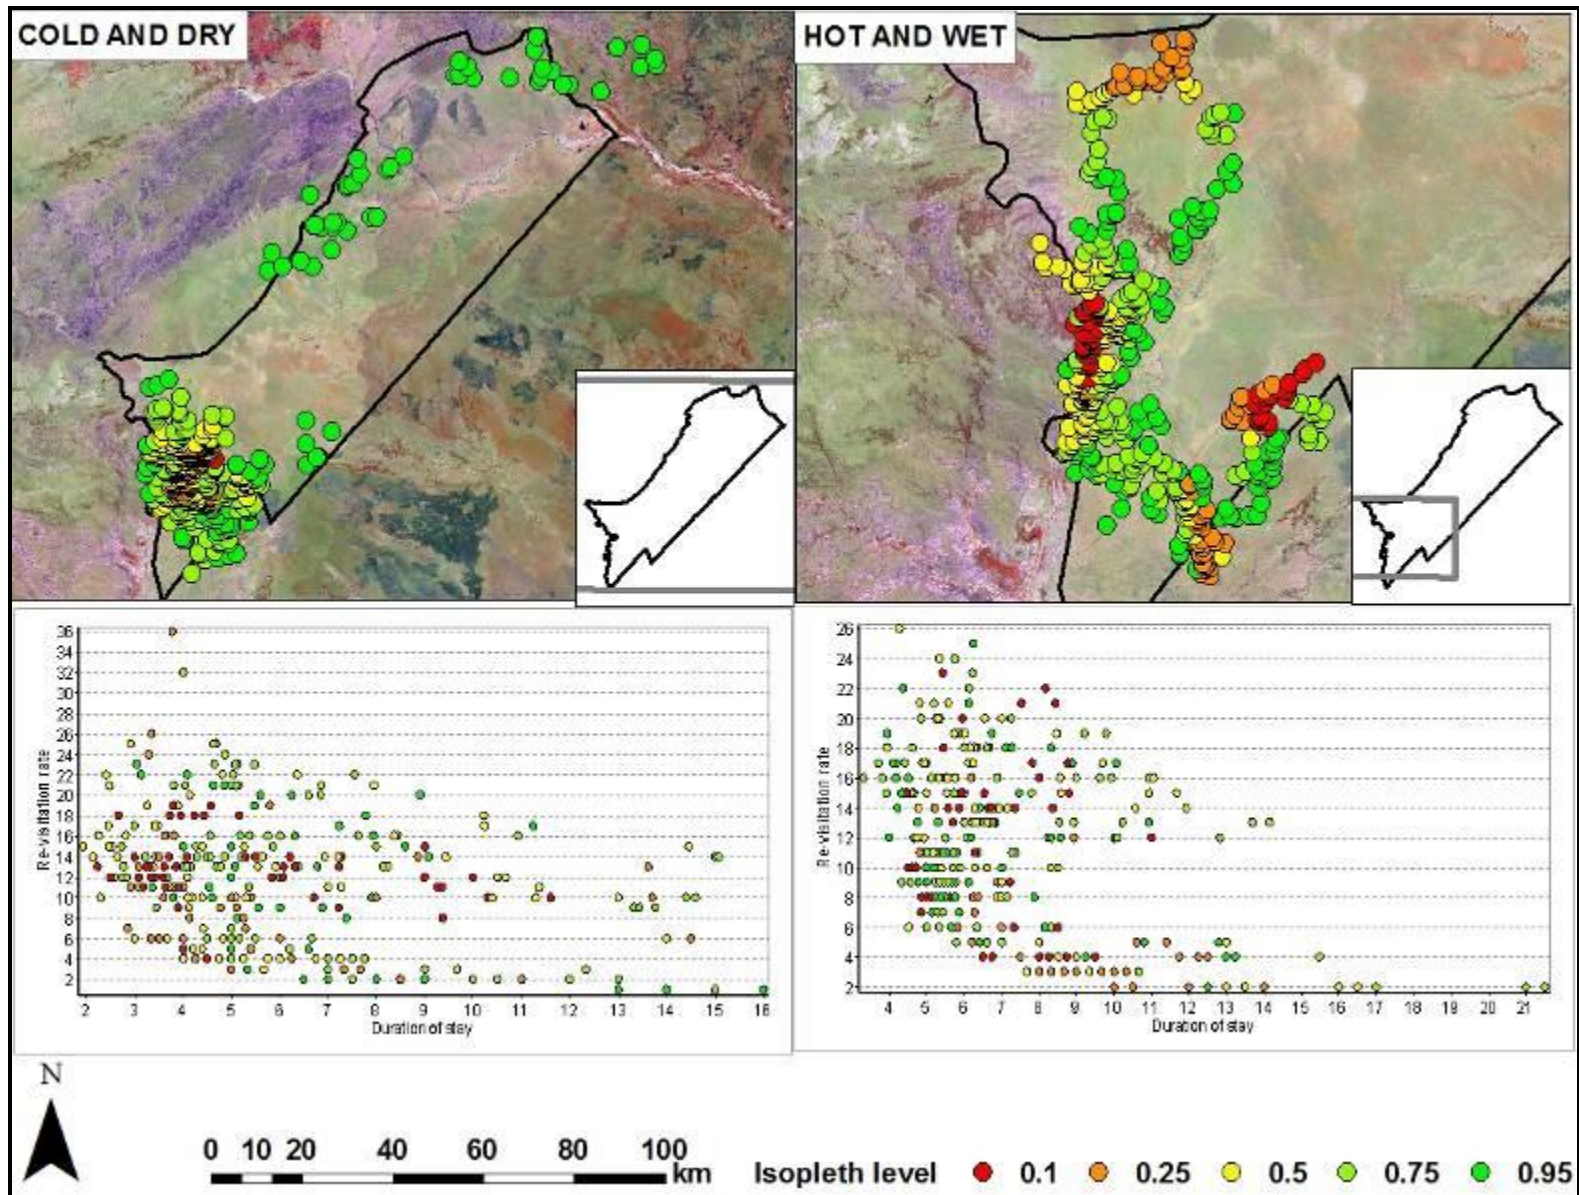 COLD AND DRY
HOT AND WET
36
34
32
30
28
26
24
22
20
18
16
14
12
10
8
6
4
2
Re-visitation rate
2 3 4 5 6 7 8 9 10 11 12 13 14 15 16
Duration of stay
26
24
22
20
18
16
14
12
10
8
6
4
2
Re-visitation rate
4 5 6 7 8 9 10 11 12 13 14 15 16 17 18 19 20 21
Duration of stay
N
0 10 20 40 60 80 100
km
Isopleth level 0.1 0.25 0.5 0.75 0.95